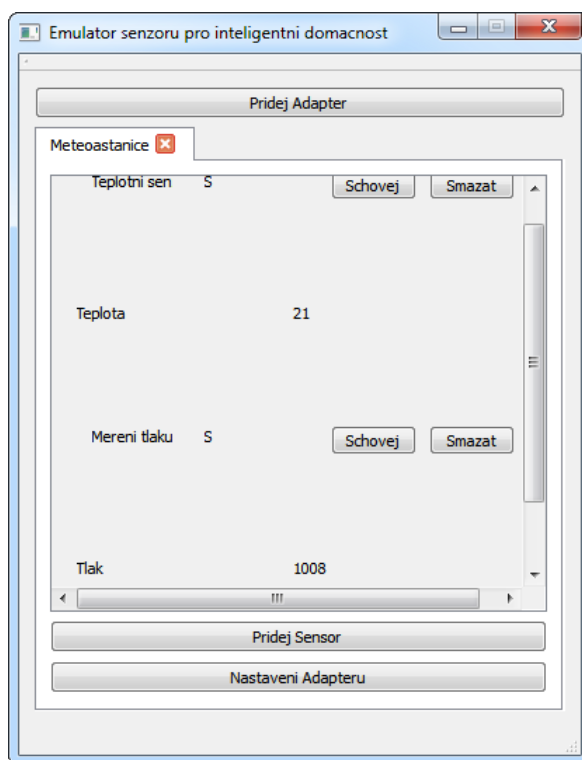 Emulator senzoru pro inteligentni domacnost
Pridej Adapter
Meteoastanice
Teplotni sen S Schovej Smazat
Teplota 21
Mereni tlaku S Schovej Smazat
Tlak 1008
Pridej Sensor
Nastaveni Adapteru